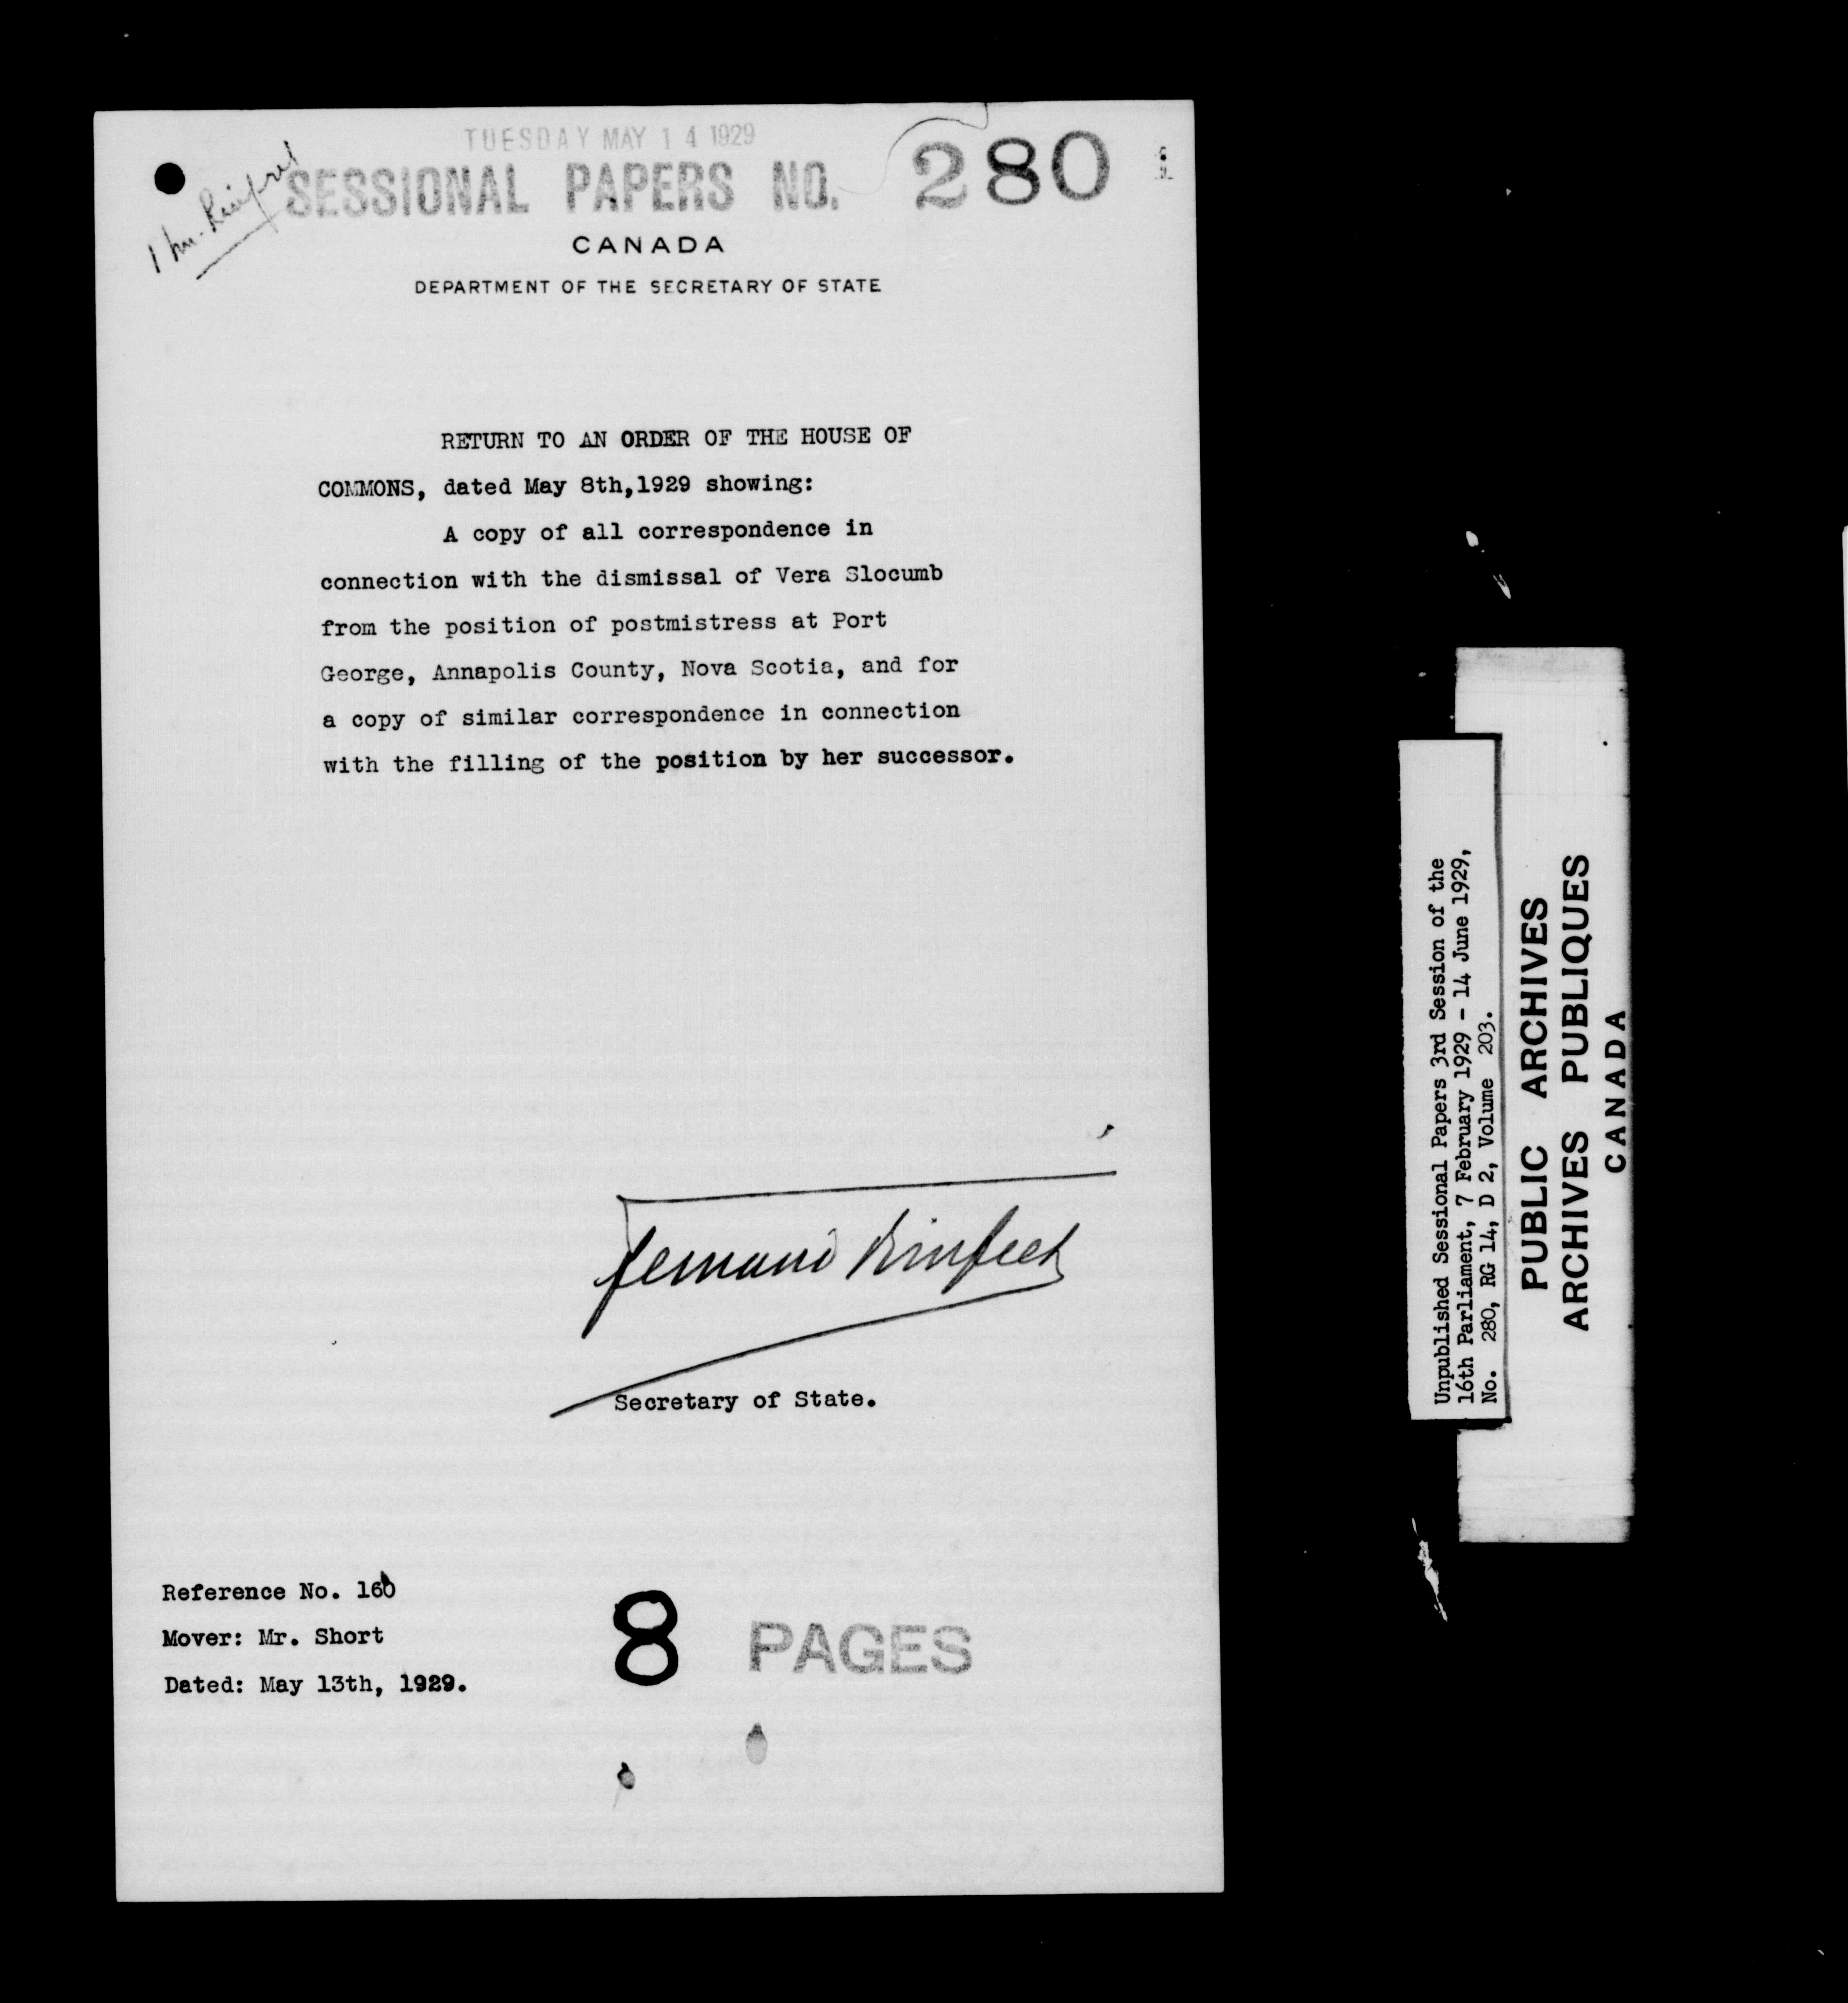 TUESDAY MAY 14 1929
SESSIONAL PAPERS NO. 280
CANADA
DEPARTMENT OF THE SECRETARY OF STATE
RETURN TO AN ORDER OF THE HOUSE OF
COMMONS, dated May 8th,1929 showing:
A copy of all correspondence in
connection with the dismissal of Vera Slocumb
from the position of postmistress at Port
George, Annapolis County, Nova Scotia, and for
a copy of similar correspondence in connection
with the filling of the position by her successor.
Fernand Rinfret
Secretary of State.
Reference No. 160
Mover: Mr. Short
Dated: May 13th, 1929.
8 PAGES
Unpublished Sessional Papers 3rd Session of the
16th Parliament, 7 February 1929 - 14 June 1929,
No. 280, RG 14, D 2, Volume 203.
PUBLIC ARCHIVES
ARCHIVES PUBLIQUES
CANADA